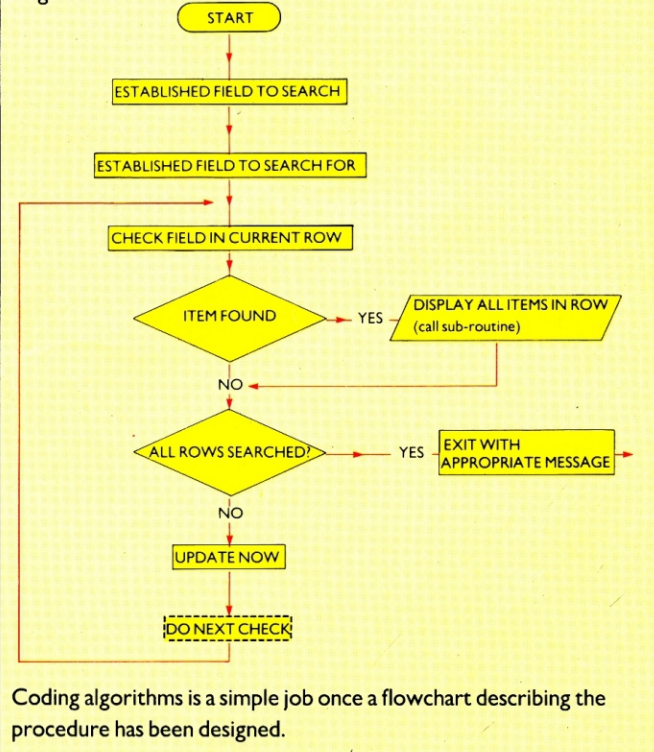 START
ESTABLISHED FIELD TO SEARCH
ESTABLISHED FIELD TO SEARCH FOR
CHECK FIELD IN CURRENT ROW
ITEM FOUND
YES
DISPLAY ALL ITEMS IN ROW
(call sub-routine)
NO
ALL ROWS SEARCHED?
YES
EXIT WITH
APPROPRIATE MESSAGE
NO
UPDATE NOW
DO NEXT CHECK
Coding algorithms is a simple job once a flowchart describing the
procedure has been designed.